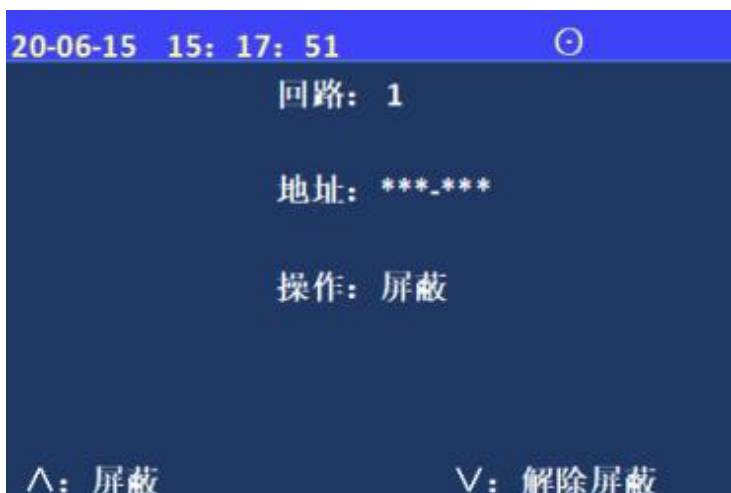 20-06-15 15: 17: 51
回路: 1
地址: ***-***
操作: 屏蔽
∧: 屏蔽 ∨: 解除屏蔽